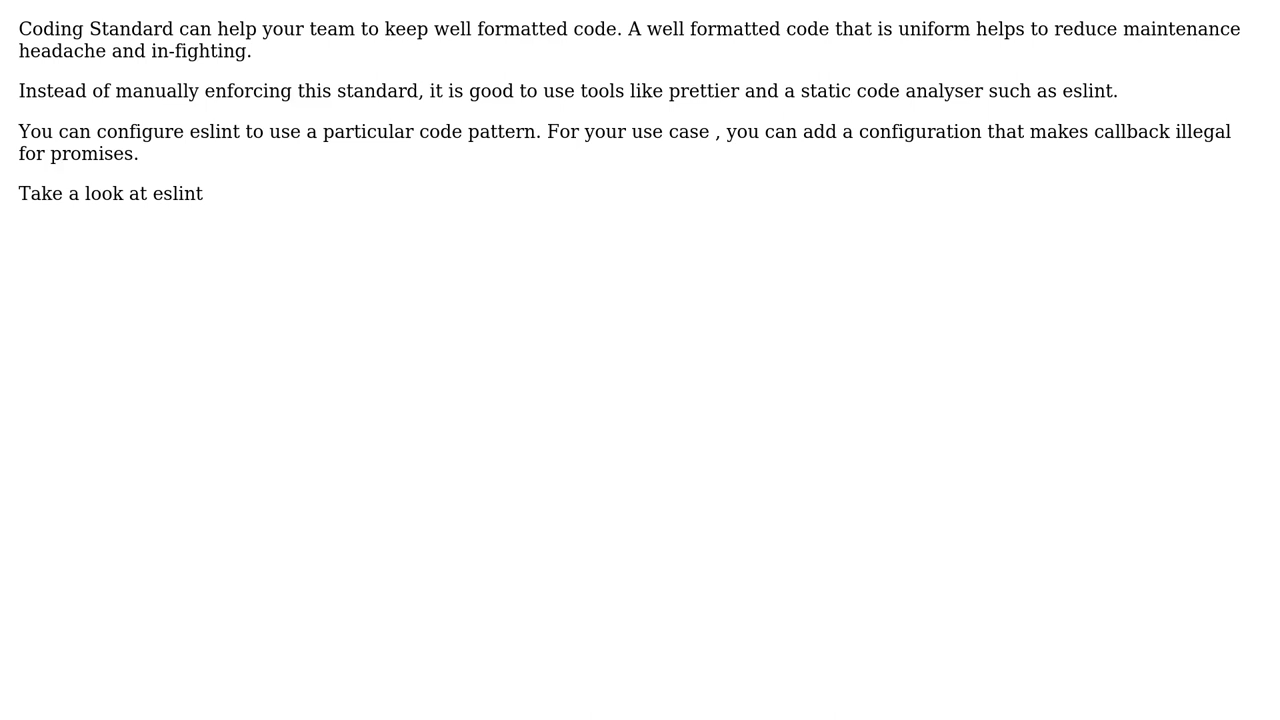 Coding Standard can help your team to keep well formatted code. A well formatted code that is uniform helps to reduce maintenance
headache and in-fighting.
Instead of manually enforcing this standard, it is good to use tools like prettier and a static code analyser such as eslint.
You can configure eslint to use a particular code pattern. For your use case , you can add a configuration that makes callback illegal
for promises.
Take a look at eslint